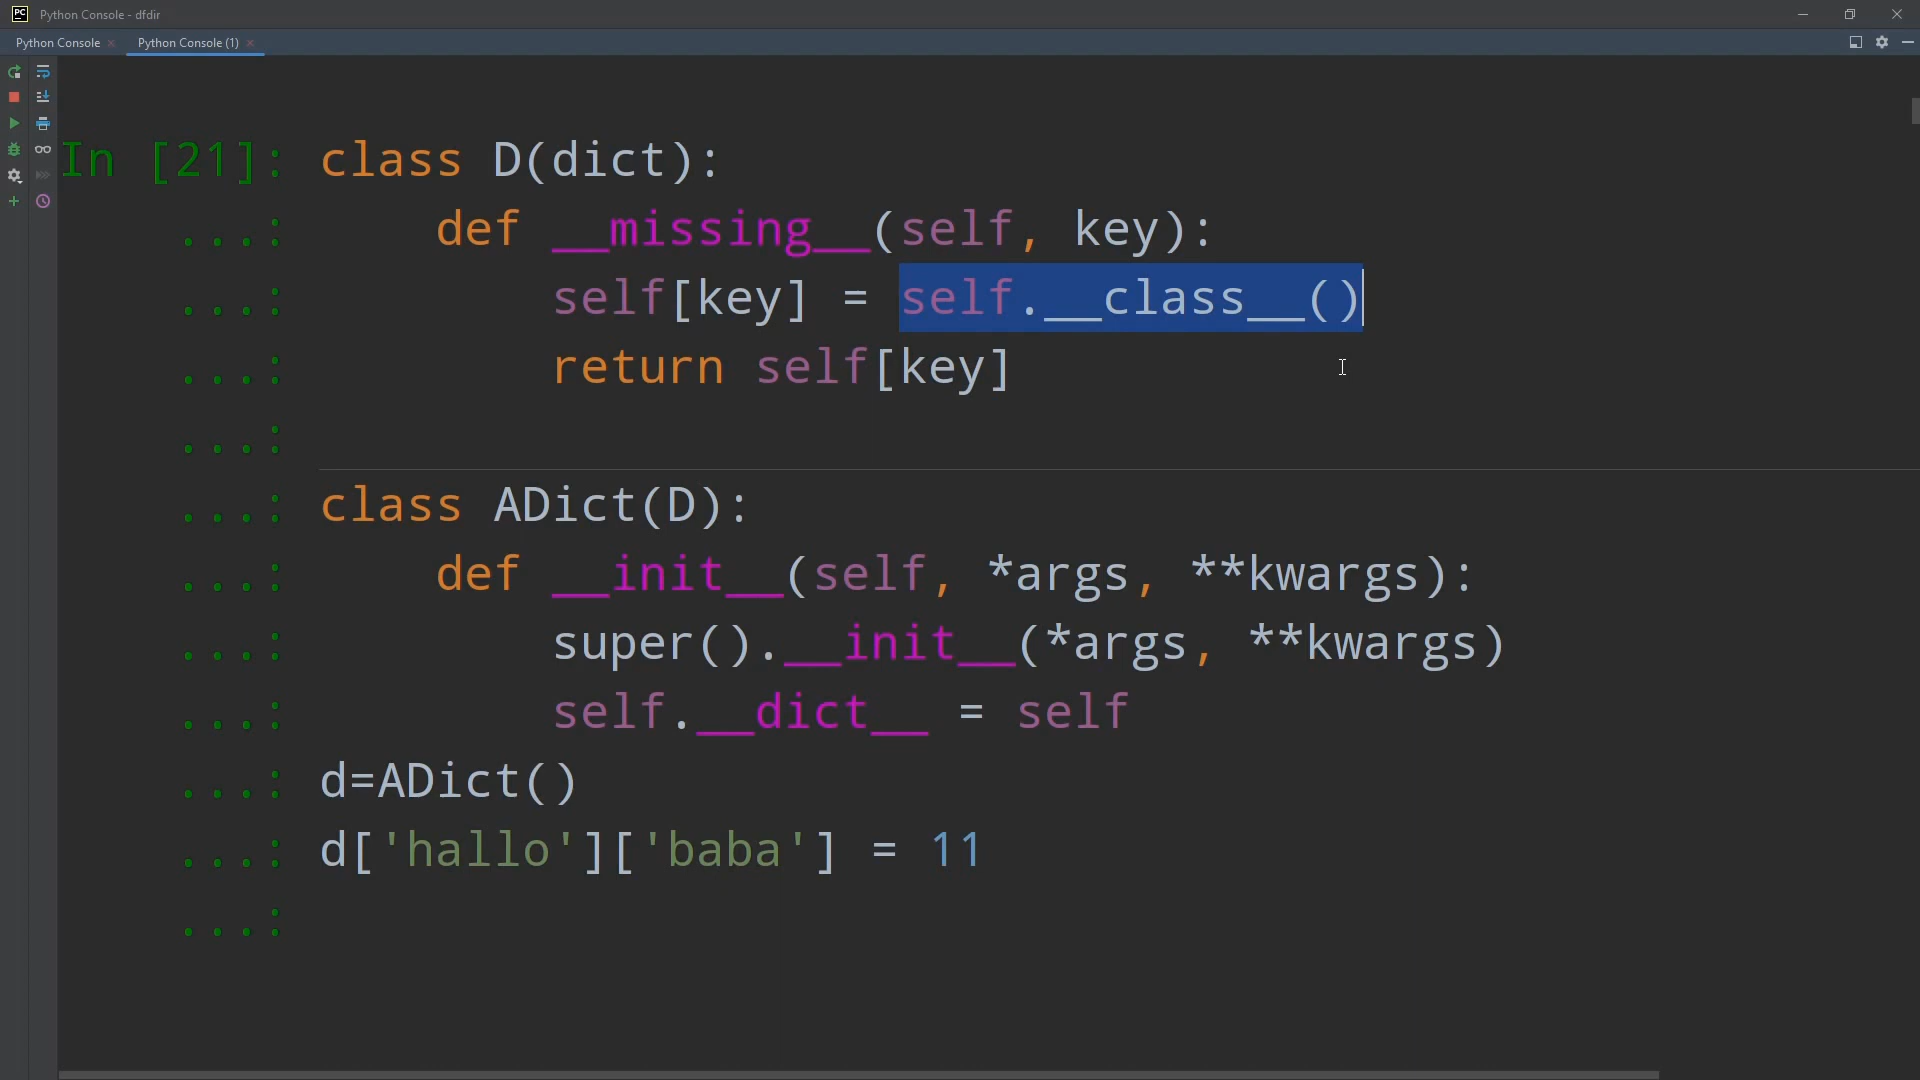 PC Python Console - dfdir
Python Console Python Console (1)
In [21]: class D(dict):
...: def __missing__(self, key):
...: self[key] = self.__class__()
...: return self[key]
...:
...: class ADict(D):
...: def __init__(self, *args, **kwargs):
...: super().__init__(*args, **kwargs)
...: self.__dict__ = self
...: d=ADict()
...: d['hallo']['baba'] = 11
...: